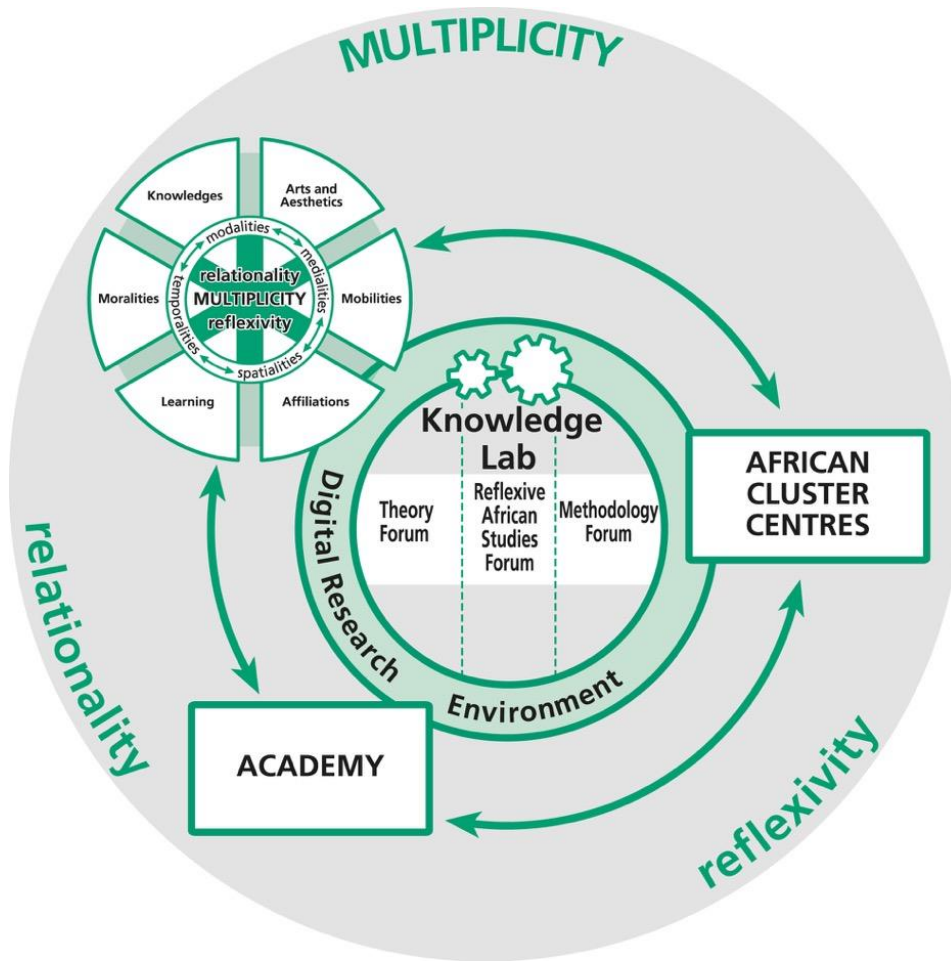 MULTIPLICITY
Knowledges
Arts and
Aesthetics
Moralities
Mobilities
Learning
Affiliations
modalities
medialities
temporalities
spatialities
relationality
MULTIPLICITY
reflexivity
Knowledge
Lab
Theory
Forum
Reflexive
African
Studies
Forum
Methodology
Forum
Digital Research Environment
AFRICAN
CLUSTER
CENTRES
ACADEMY
relationality
reflexivity